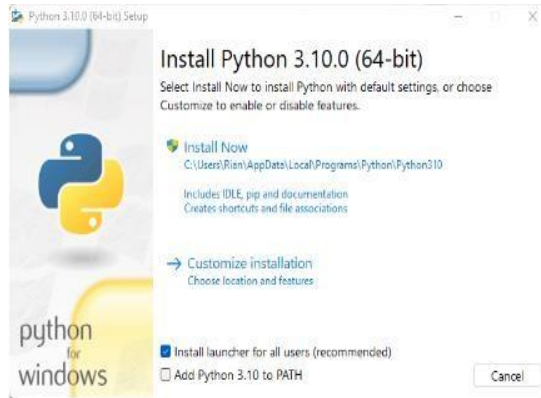 Python 3.10.0 (64-bit) Setup
Install Python 3.10.0 (64-bit)
Select Install Now to install Python with default settings, or choose
Customize to enable or disable features.
Install Now
C:\Users\Rian\AppData\Local\Programs\Python\Python310
Includes IDLE, pip and documentation
Creates shortcuts and file associations
Customize installation
Choose location and features
python
for
windows
Install launcher for all users (recommended)
Add Python 3.10 to PATH
Cancel